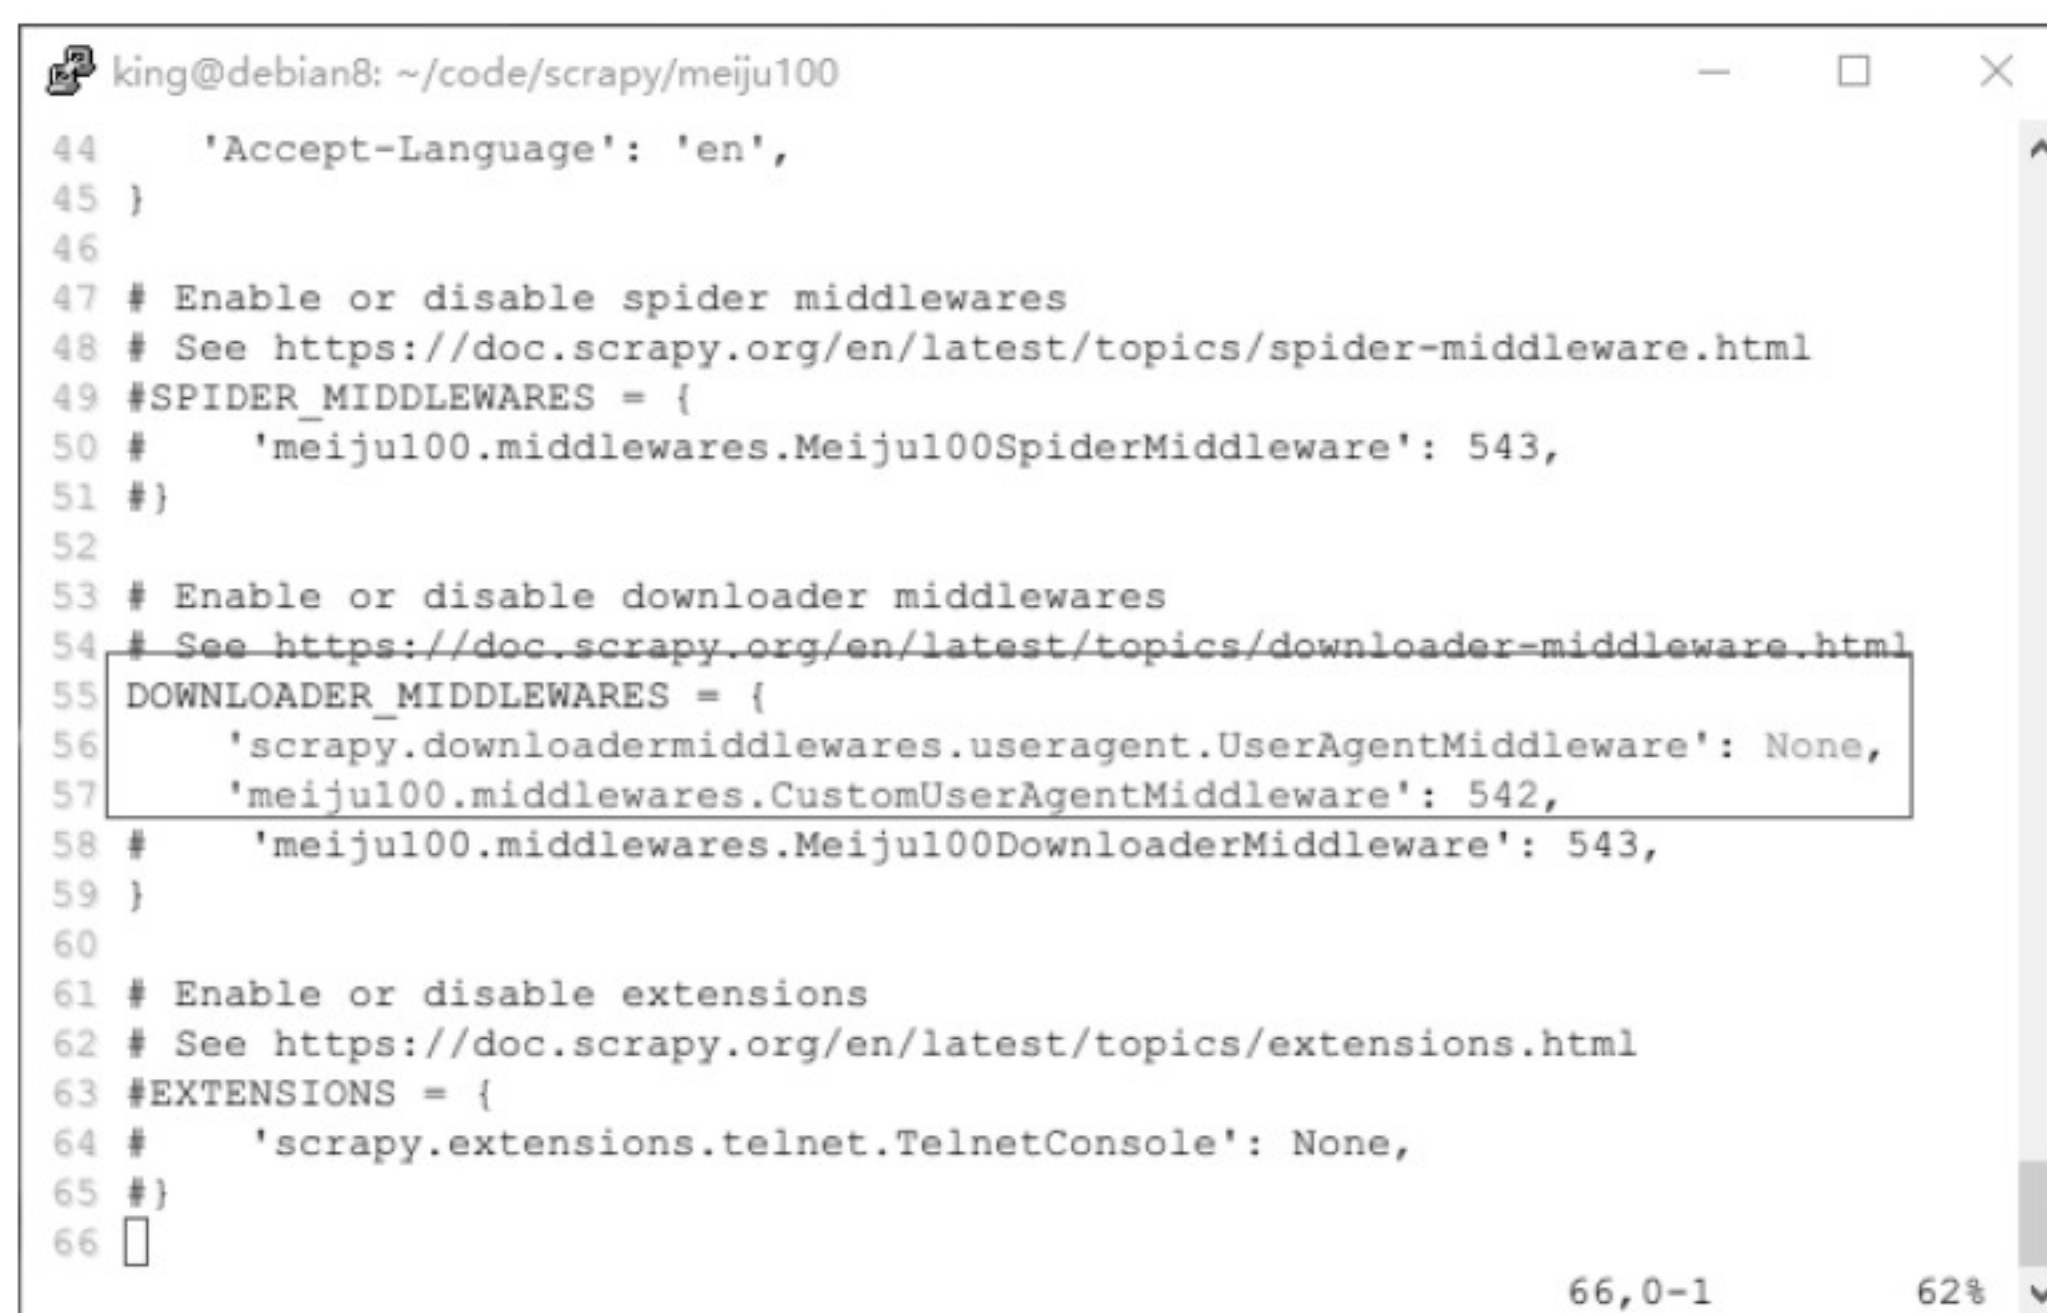 king@debian8: ~/code/scrapy/meiju100
44     'Accept-Language': 'en',
45 }
46
47 # Enable or disable spider middlewares
48 # See https://doc.scrapy.org/en/latest/topics/spider-middleware.html
49 #SPIDER_MIDDLEWARES = {
50 #    'meiju100.middlewares.Meiju100SpiderMiddleware': 543,
51 #}
52
53 # Enable or disable downloader middlewares
54 # See https://doc.scrapy.org/en/latest/topics/downloader-middleware.html
55 DOWNLOADER_MIDDLEWARES = {
56     'scrapy.downloadermiddlewares.useragent.UserAgentMiddleware': None,
57     'meiju100.middlewares.CustomUserAgentMiddleware': 542,
58 #    'meiju100.middlewares.Meiju100DownloaderMiddleware': 543,
59 }
60
61 # Enable or disable extensions
62 # See https://doc.scrapy.org/en/latest/topics/extensions.html
63 #EXTENSIONS = {
64 #    'scrapy.extensions.telnet.TelnetConsole': None,
65 #}
66
66,0-1 62%